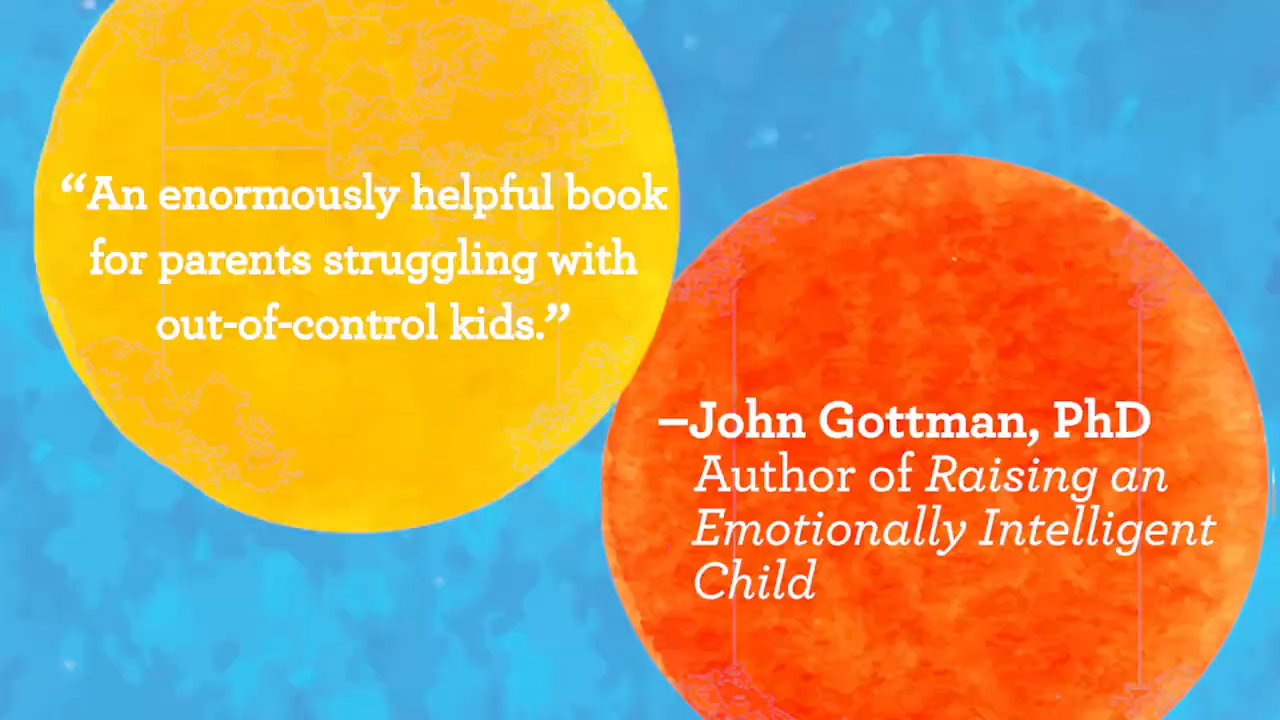 “An enormously helpful book
for parents struggling with
out-of-control kids.”
—John Gottman, PhD
Author of Raising an
Emotionally Intelligent
Child